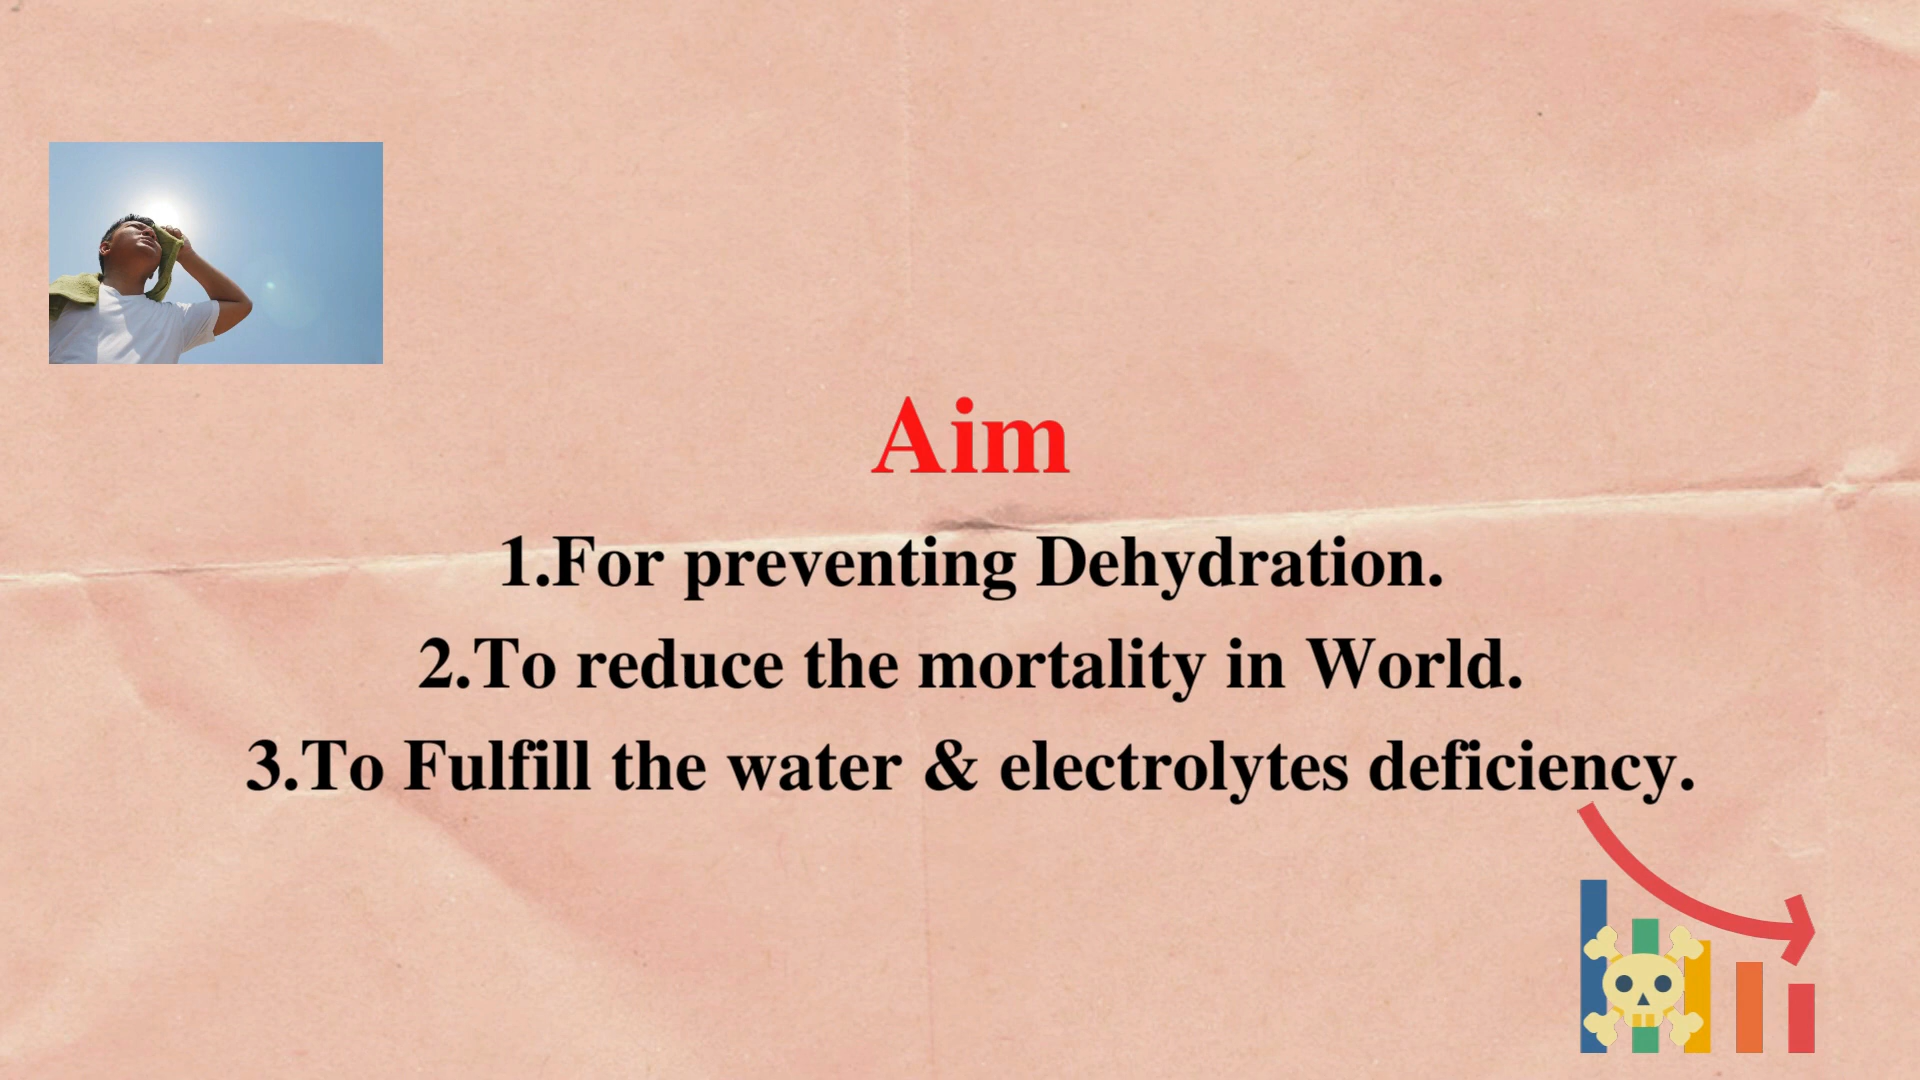 Aim
1.For preventing Dehydration.
2.To reduce the mortality in World.
3.To Fulfill the water & electrolytes deficiency.